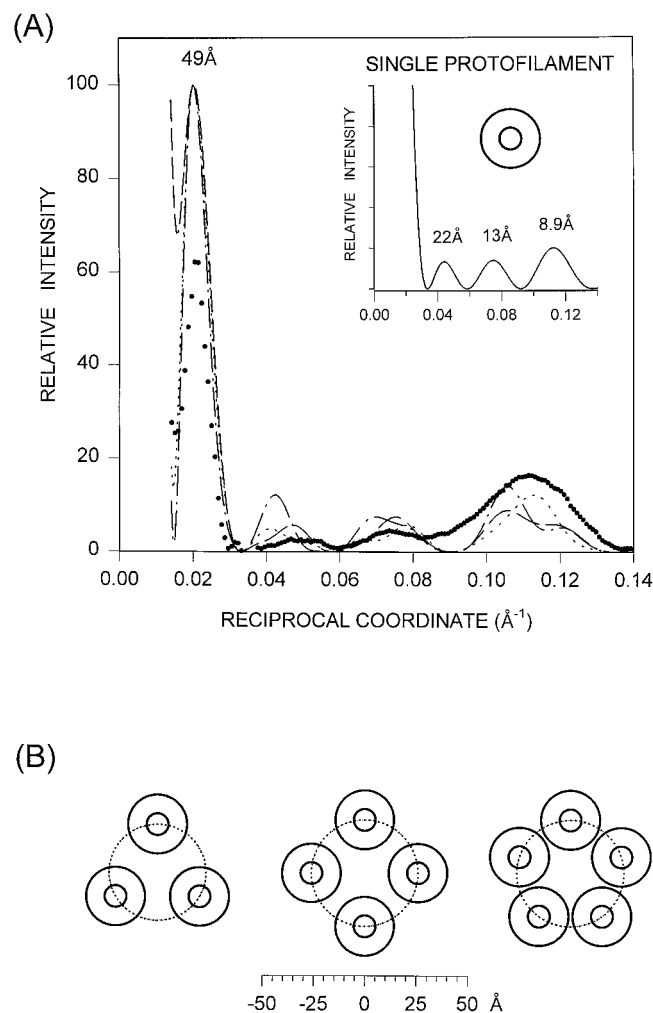 (A)
49Å
SINGLE PROTOFILAMENT
RELATIVE INTENSITY
22Å 13Å 8.9Å
0.00 0.04 0.08 0.12
RELATIVE INTENSITY
100
80
60
40
20
0
0.00 0.02 0.04 0.06 0.08 0.10 0.12 0.14
RECIPROCAL COORDINATE (Å-1)
(B)
-50 -25 0 25 50 Å